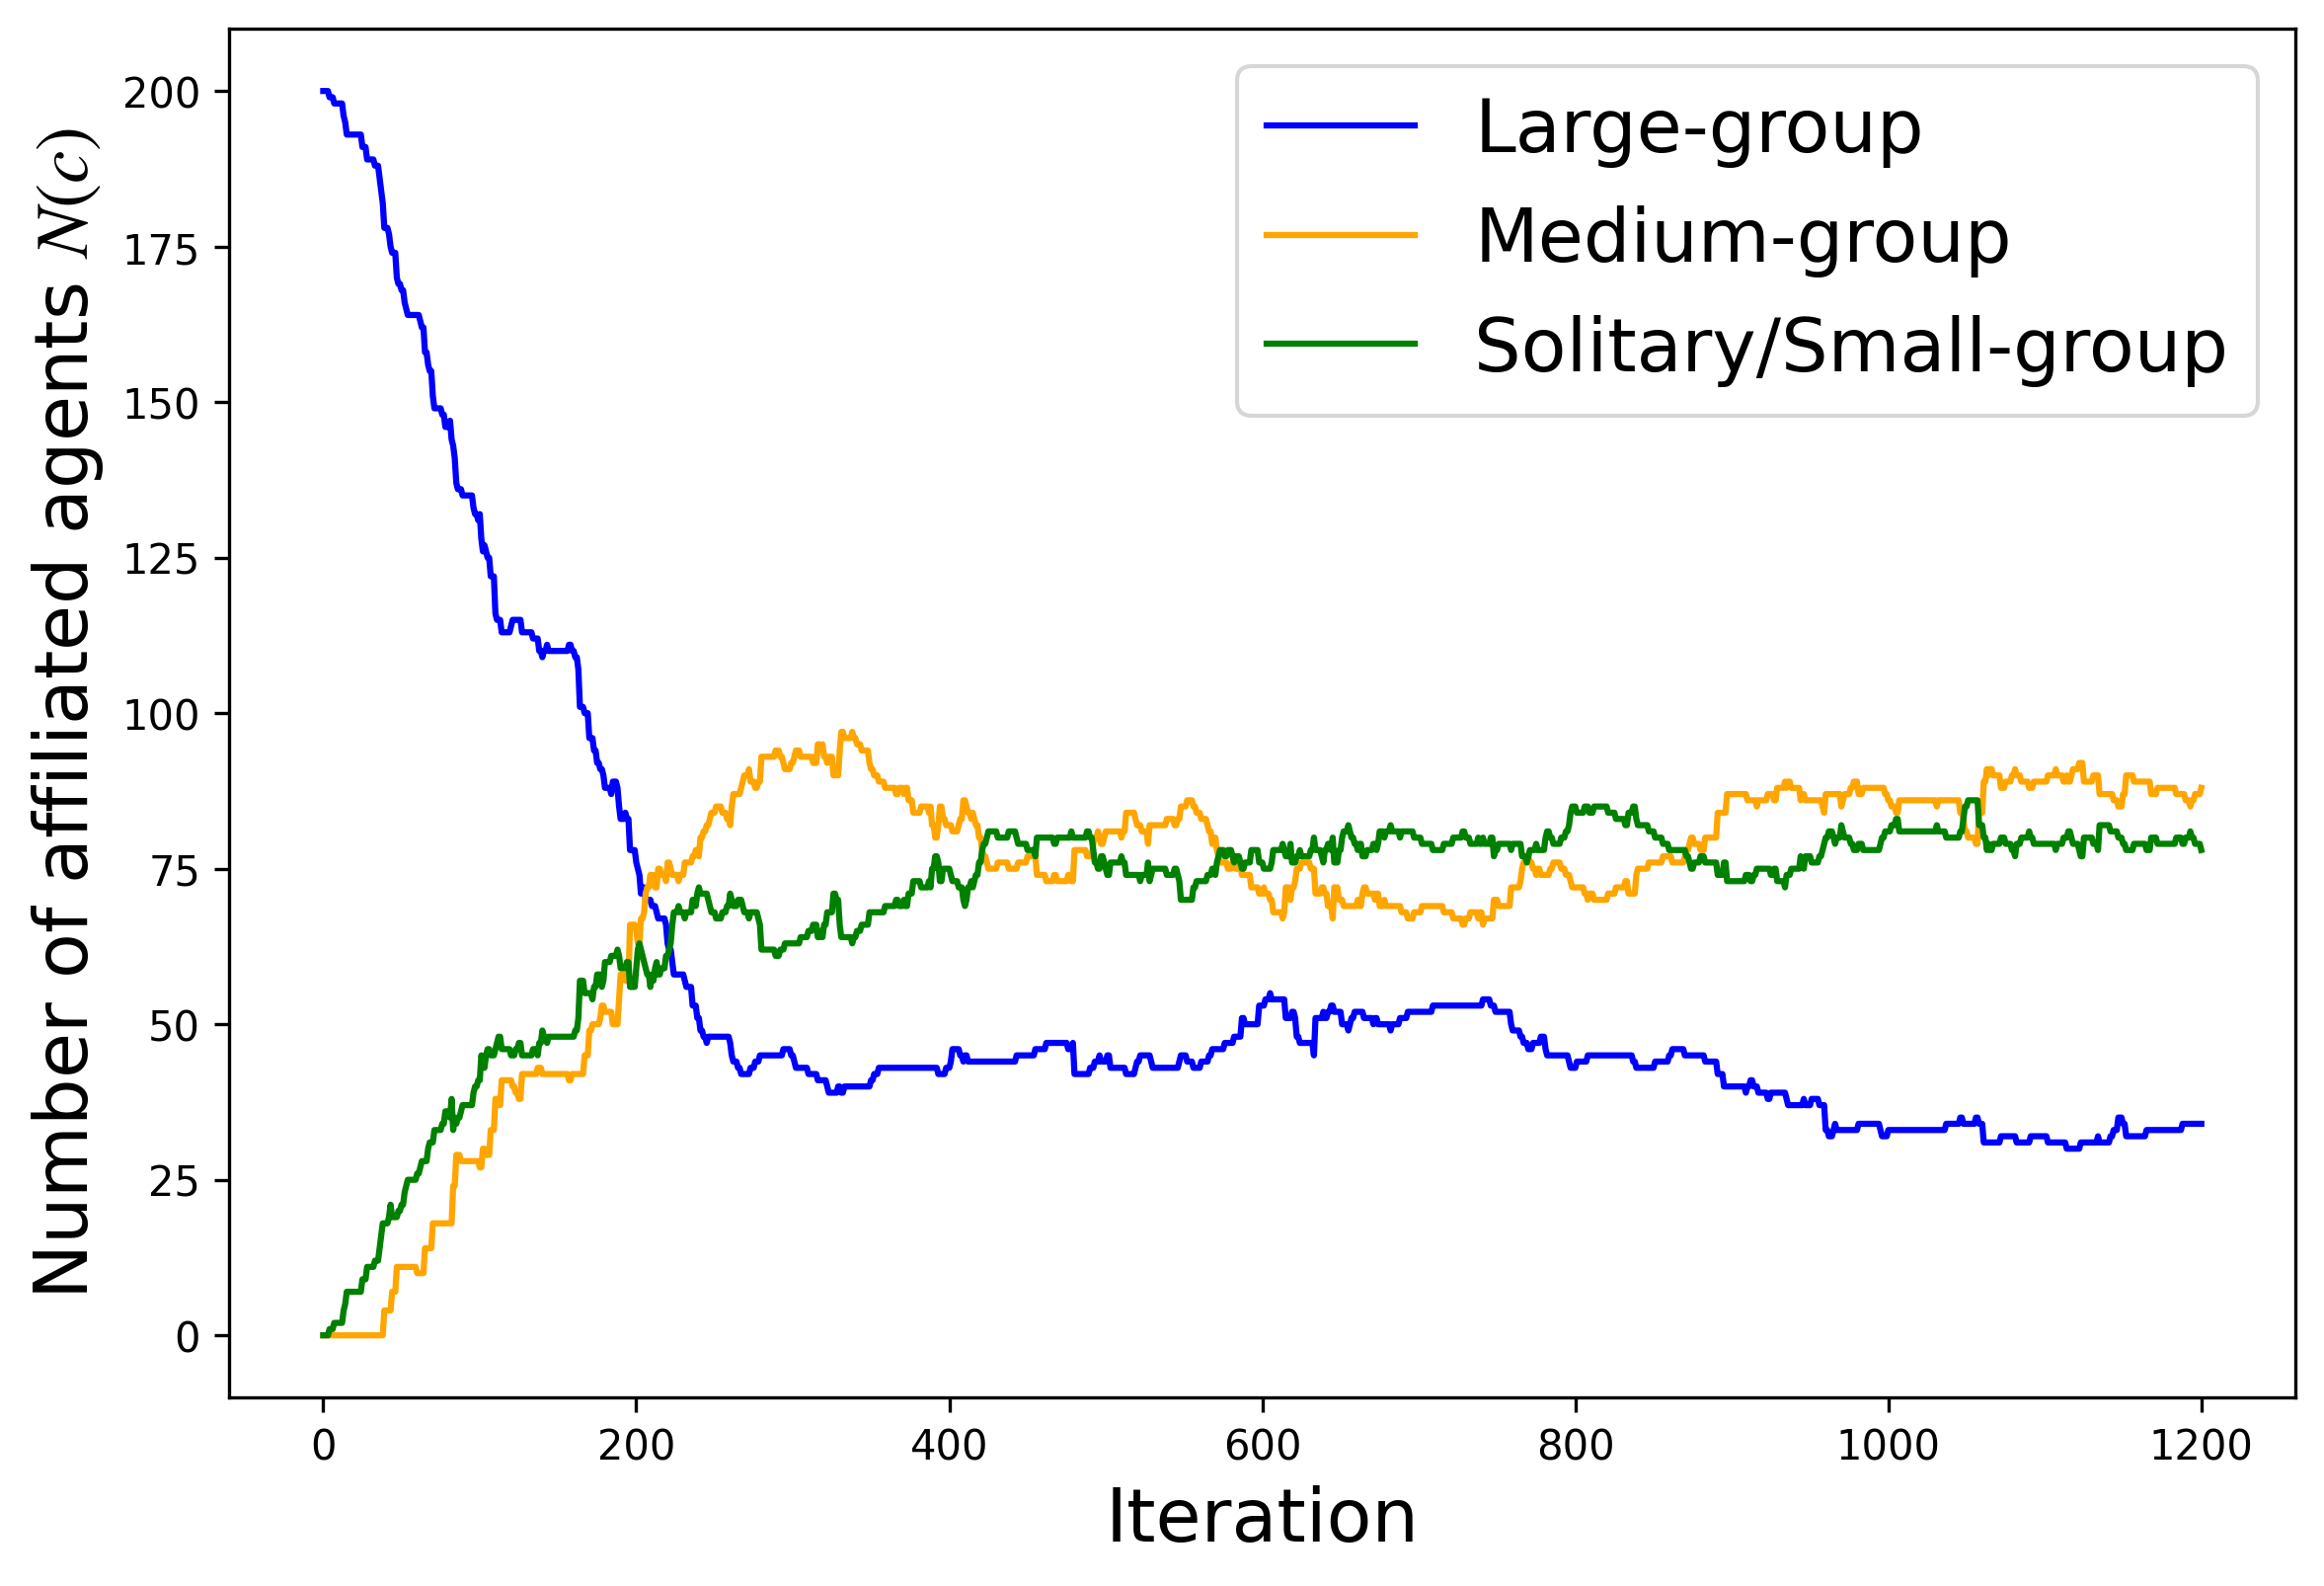 Number of affiliated agents N(c)
200
175
150
125
100
75
50
25
0
Large-group
Medium-group
Solitary/Small-group
0 200 400 600 800 1000 1200
Iteration